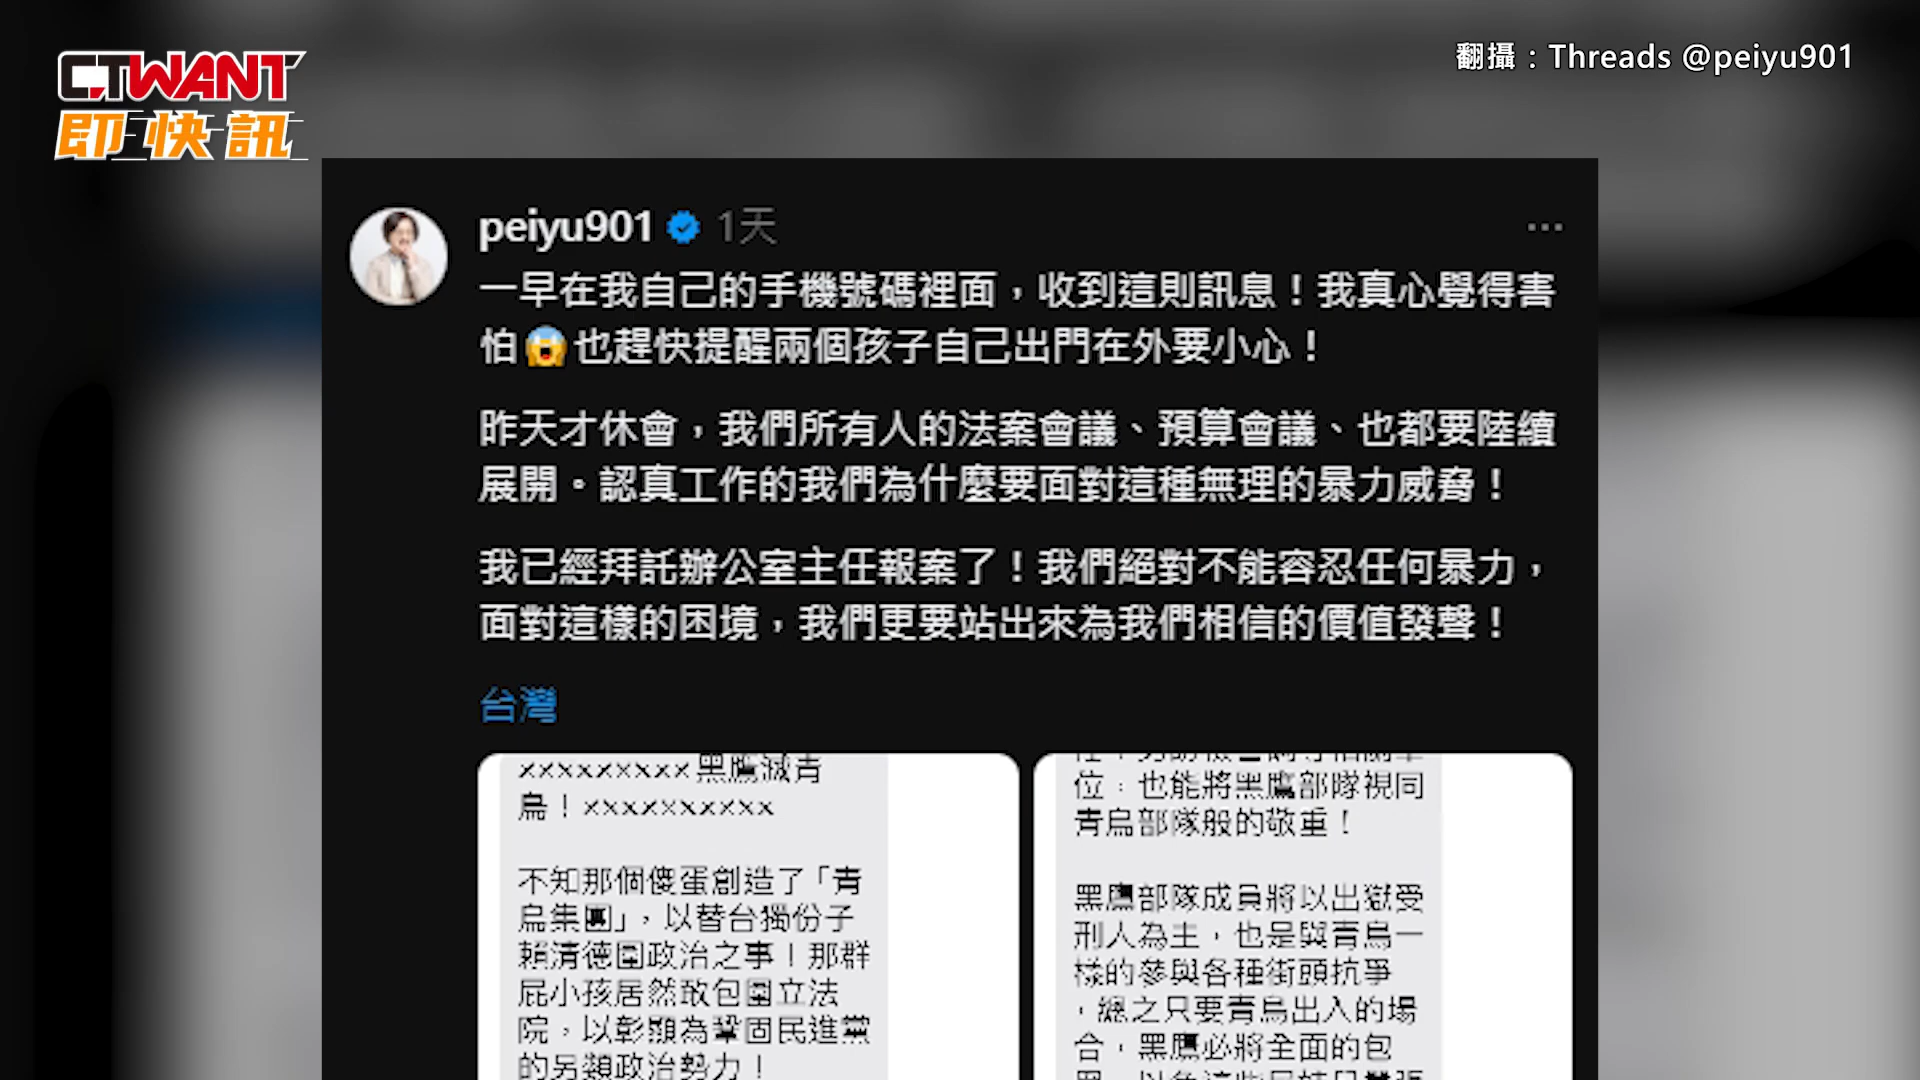 CTWANT
即快訊
翻攝：Threads @peiyu901
peiyu901 1天
一早在我自己的手機號碼裡面，收到這則訊息！我真心覺得害
怕😱也趕快提醒兩個孩子自己出門在外要小心！
昨天才休會，我們所有人的法案會議、預算會議、也都要陸續
展開。認真工作的我們為什麼要面對這種無理的暴力威脅！
我已經拜託辦公室主任報案了！我們絕對不能容忍任何暴力，
面對這樣的困境，我們更要站出來為我們相信的價值發聲！
台灣
xxxxxxxxx黑鷹滅青
鳥！xxxxxxxxxx
不知那個傻蛋創造了「青
鳥集團」，以替台獨份子
賴清德圍政治之事！那群
屁小孩居然敢包圍立法
院，以彰顯為鞏固民進黨
的另類政治勢力！
位：也能將黑鷹部隊視同
青鳥部隊般的敬重！
黑鷹部隊成員將以出獄受
刑人為主，也是與青鳥一
樣的參與各種街頭抗爭
，總之只要青鳥出入的場
合，黑鷹必將全面的包